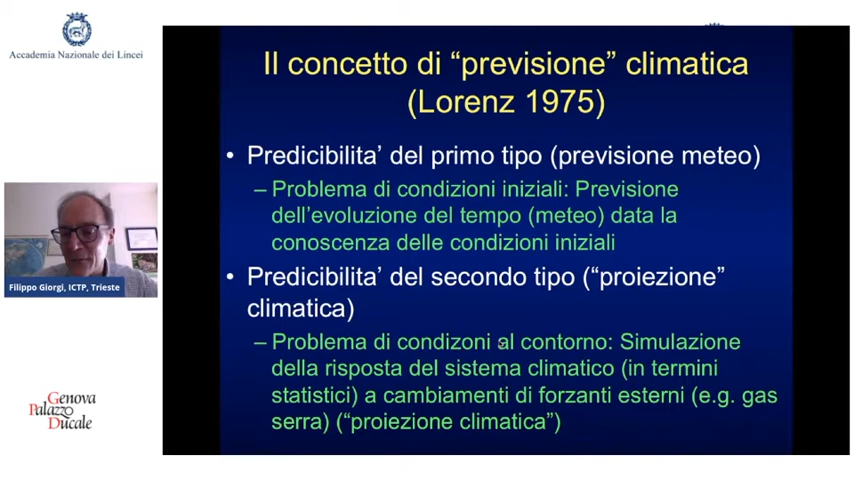 Accademia Nazionale dei Lincei
Il concetto di “previsione” climatica
(Lorenz 1975)
• Predicibilita’ del primo tipo (previsione meteo)
– Problema di condizioni iniziali: Previsione
dell’evoluzione del tempo (meteo) data la
conoscenza delle condizioni iniziali
• Predicibilita’ del secondo tipo (“proiezione”
climatica)
– Problema di condizoni al contorno: Simulazione
della risposta del sistema climatico (in termini
statistici) a cambiamenti di forzanti esterni (e.g. gas
serra) (“proiezione climatica”)
Filippo Giorgi, ICTP, Trieste
Genova
Palazzo
Ducale